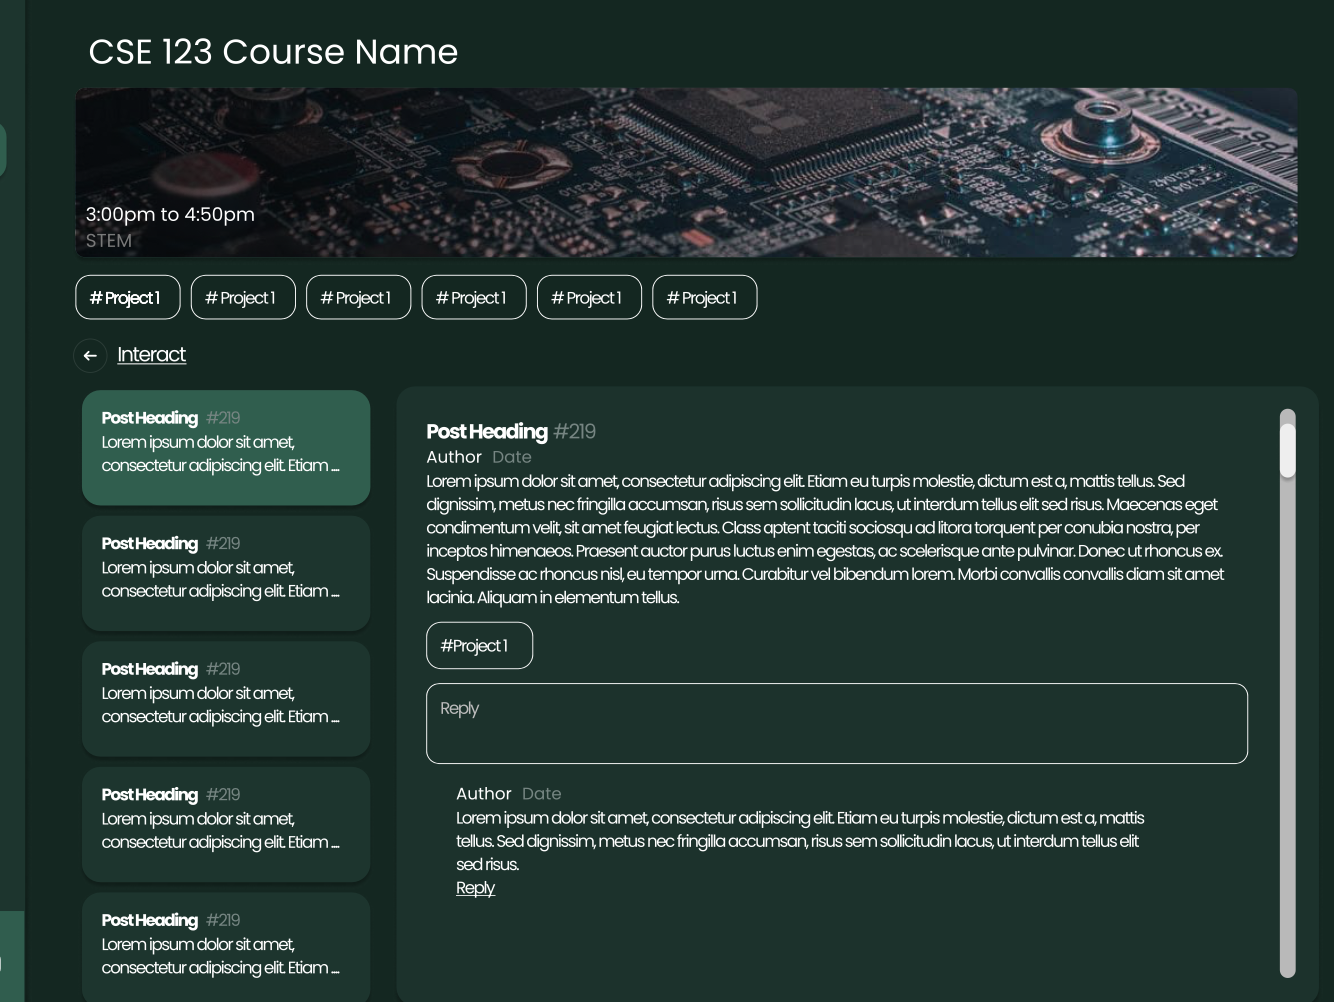 CSE 123 Course Name
3:00pm to 4:50pm
STEM
# Project 1
# Project 1
# Project 1
# Project 1
# Project 1
# Project 1
Interact
Post Heading #219
Lorem ipsum dolor sit amet,
consectetur adipiscing elit. Etiam ...
Post Heading #219
Lorem ipsum dolor sit amet,
consectetur adipiscing elit. Etiam ...
Post Heading #219
Lorem ipsum dolor sit amet,
consectetur adipiscing elit. Etiam ...
Post Heading #219
Lorem ipsum dolor sit amet,
consectetur adipiscing elit. Etiam ...
Post Heading #219
Lorem ipsum dolor sit amet,
consectetur adipiscing elit. Etiam ...
Post Heading #219
Author Date
Lorem ipsum dolor sit amet, consectetur adipiscing elit. Etiam eu turpis molestie, dictum est a, mattis tellus. Sed
dignissim, metus nec fringilla accumsan, risus sem sollicitudin lacus, ut interdum tellus elit sed risus. Maecenas eget
condimentum velit, sit amet feugiat lectus. Class aptent taciti sociosqu ad litora torquent per conubia nostra, per
inceptos himenaeos. Praesent auctor purus luctus enim egestas, ac scelerisque ante pulvinar. Donec ut rhoncus ex.
Suspendisse ac rhoncus nisl, eu tempor urna. Curabitur vel bibendum lorem. Morbi convallis convallis diam sit amet
lacinia. Aliquam in elementum tellus.
#Project 1
Reply
Author Date
Lorem ipsum dolor sit amet, consectetur adipiscing elit. Etiam eu turpis molestie, dictum est a, mattis
tellus. Sed dignissim, metus nec fringilla accumsan, risus sem sollicitudin lacus, ut interdum tellus elit
sed risus.
Reply